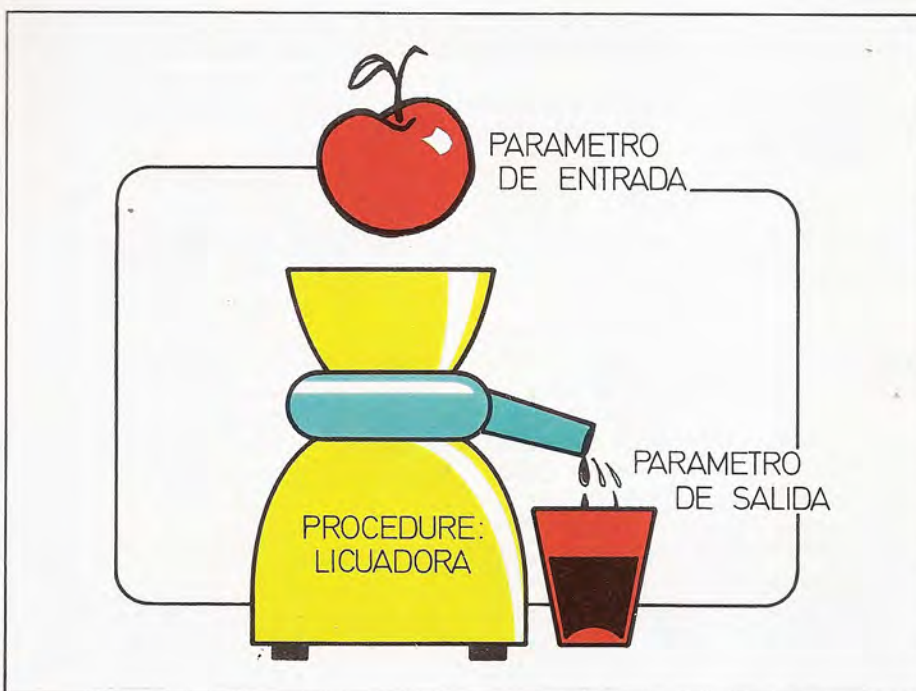 PARAMETRO
DE ENTRADA
PARAMETRO
DE SALIDA
PROCEDURE:
LICUADORA